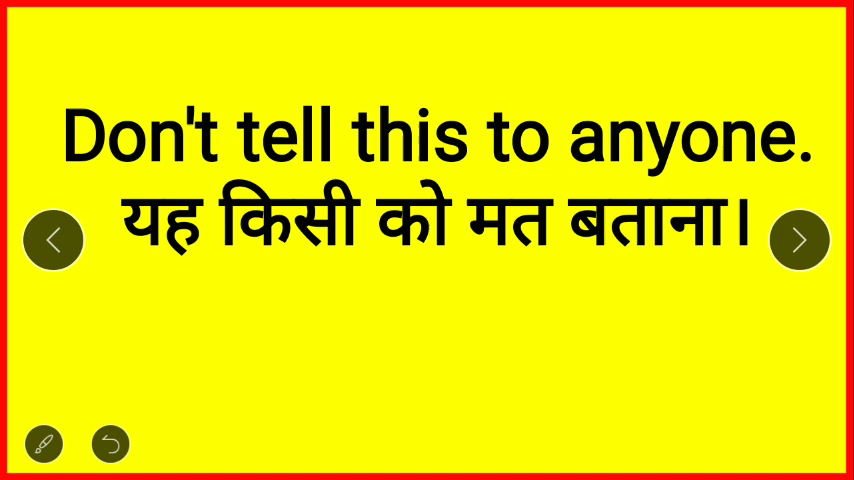 Don't tell this to anyone.
यह किसी को मत बताना।